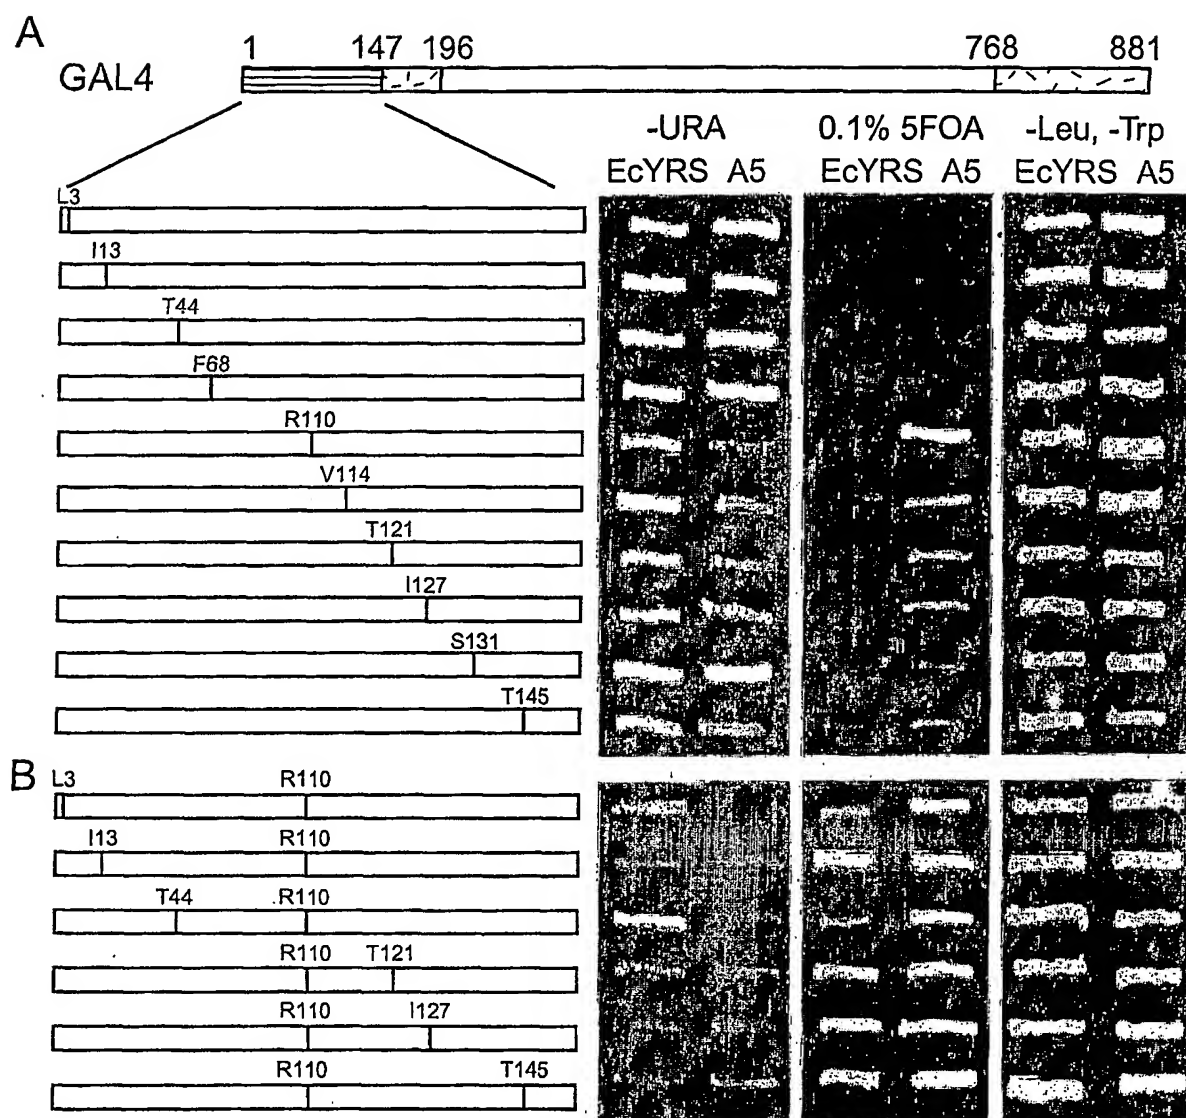 A
1 147 196 768 881
GAL4
-URA 0.1% 5FOA -Leu, -Trp
EcYRS A5 EcYRS A5 EcYRS A5
L3
I13
T44
F68
R110
V114
T121
I127
S131
T145
B
L3 R110
I13 R110
T44 R110
R110 T121
R110 I127
R110 T145